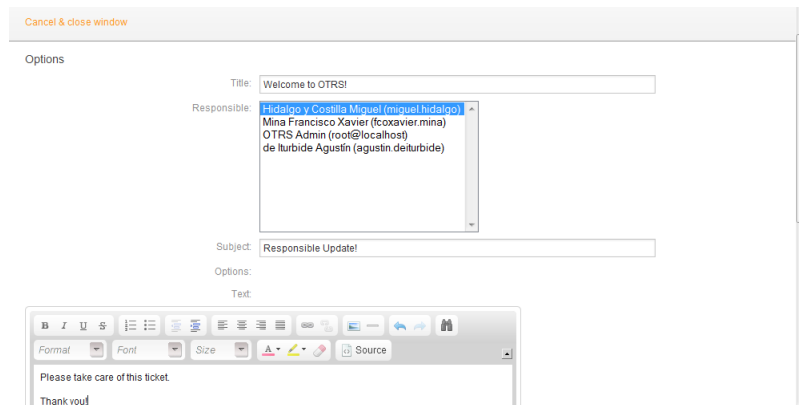 Cancel & close window
Options
Title: Welcome to OTRS!
Responsible: Hidalgo y Costilla Miguel (miguel.hidalgo)
Mina Francisco Xavier (fcoxavier.mina)
OTRS Admin (root@localhost)
de Iturbide Agustín (agustin.deiturbide)
Subject: Responsible Update!
Options:
Text:
B I U S
Format Font Size A Source
Please take care of this ticket.
Thank you!